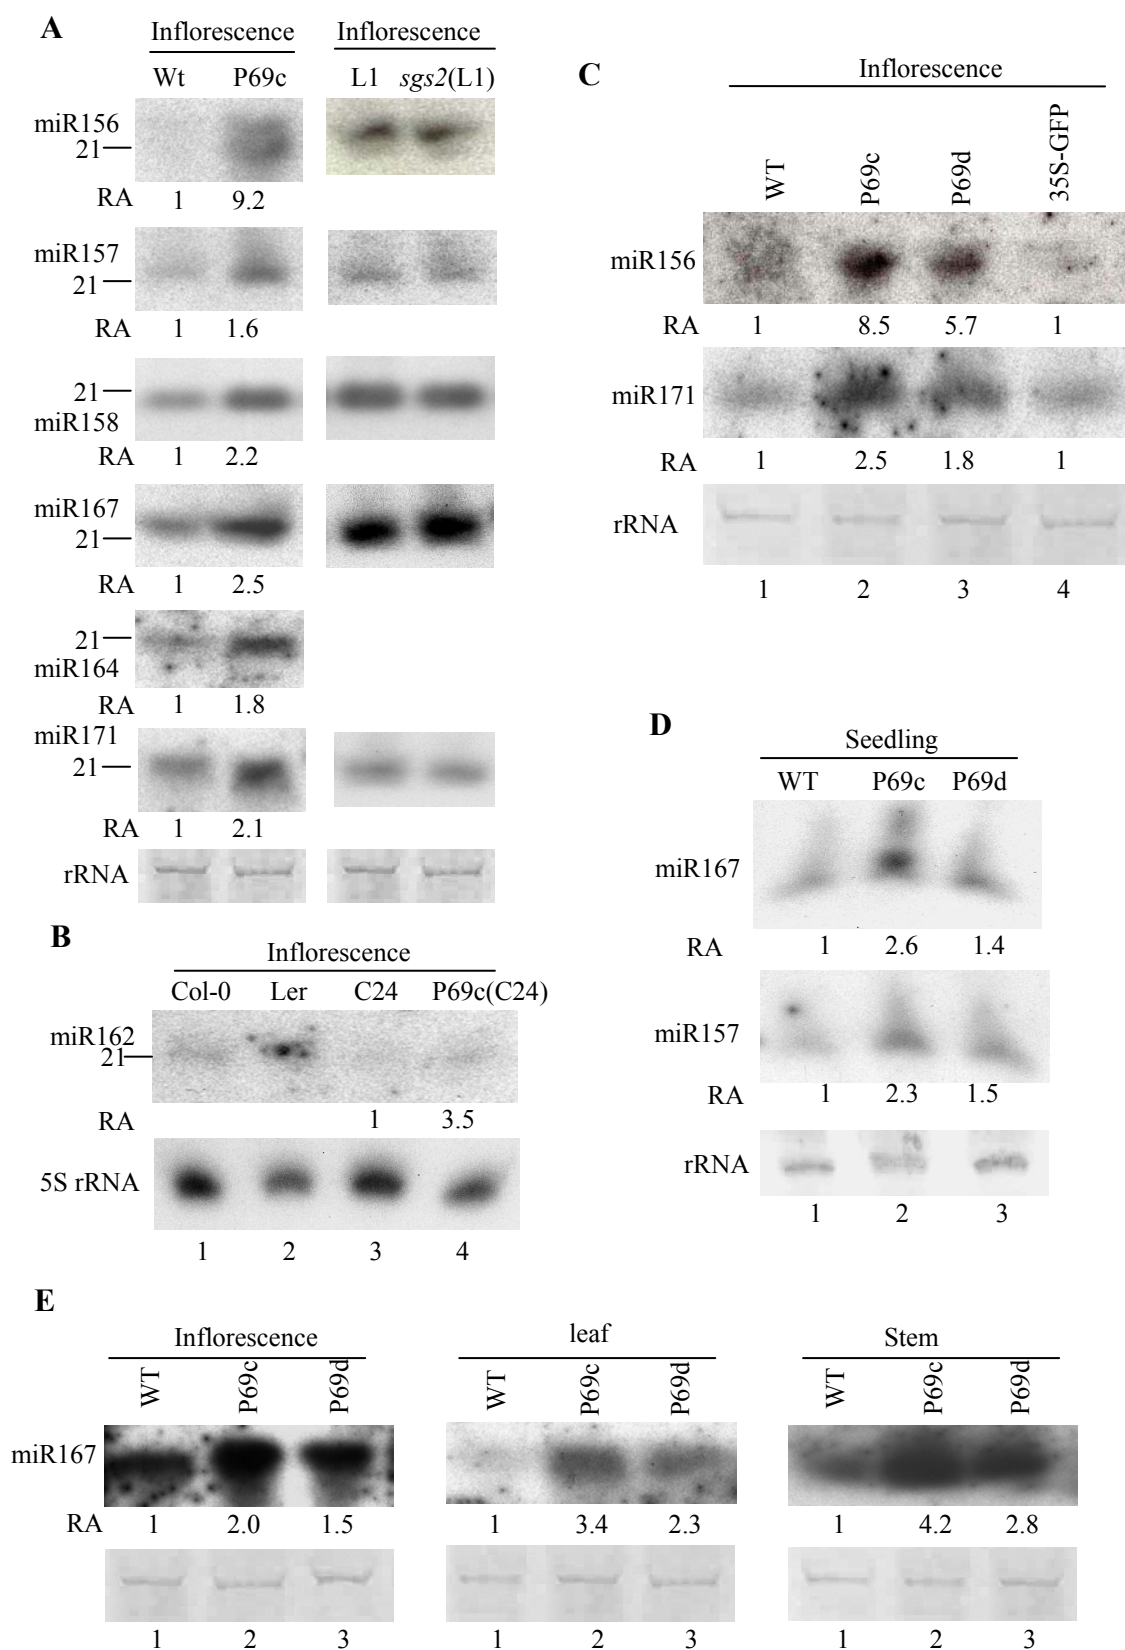 A
Inflorescence Inflorescence
Wt P69c L1 sgs2(L1)
miR156
21
RA 1 9.2
miR157
21
RA 1 1.6
21
miR158
RA 1 2.2
miR167
21
RA 1 2.5
21
miR164
RA 1 1.8
miR171
21
RA 1 2.1
rRNA
B
Inflorescence
Col-0 Ler C24 P69c(C24)
miR162
21
RA 1 3.5
5S rRNA
1 2 3 4
C
Inflorescence
WT P69c P69d 35S-GFP
miR156
RA 1 8.5 5.7 1
miR171
RA 1 2.5 1.8 1
rRNA
1 2 3 4
D
Seedling
WT P69c P69d
miR167
RA 1 2.6 1.4
miR157
RA 1 2.3 1.5
rRNA
1 2 3
E
Inflorescence leaf Stem
WT P69c P69d WT P69c P69d WT P69c P69d
miR167
RA 1 2.0 1.5 1 3.4 2.3 1 4.2 2.8
1 2 3 1 2 3 1 2 3